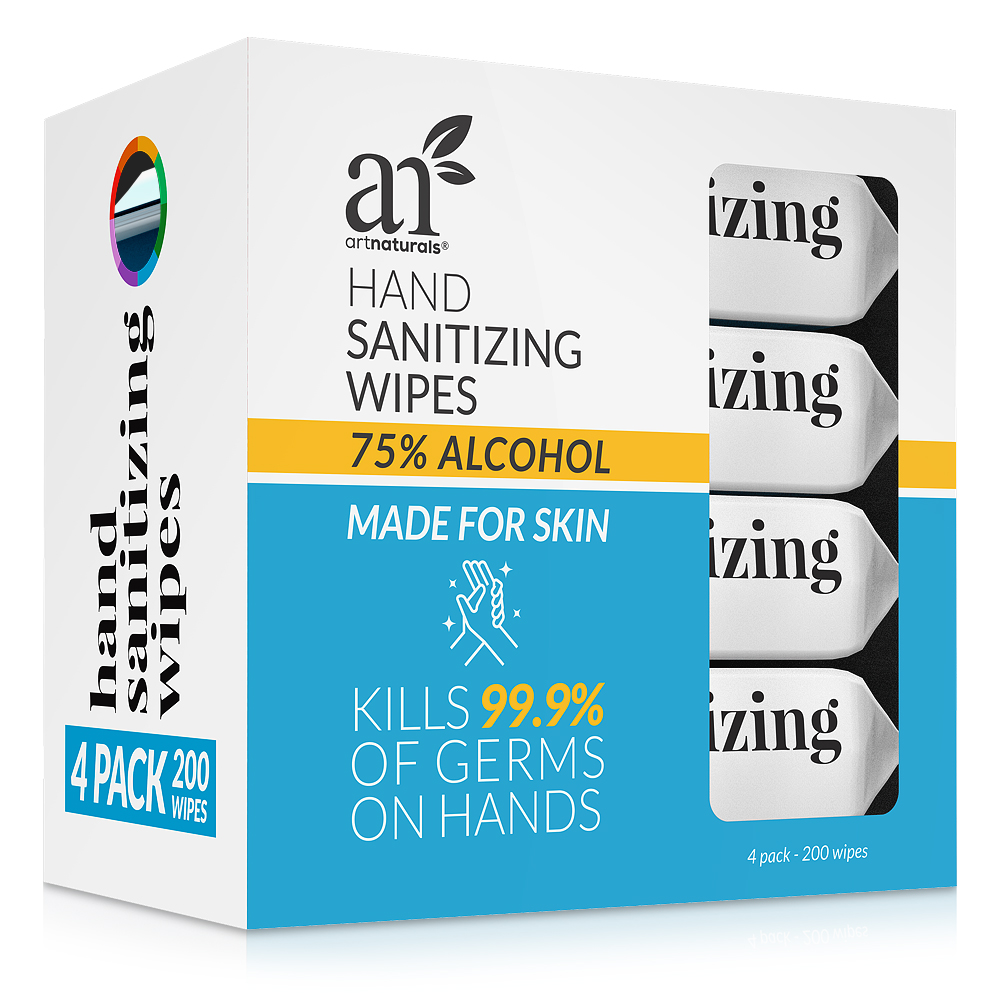 ar
artnaturals®
HAND
SANITIZING
WIPES
75% ALCOHOL
MADE FOR SKIN
KILLS 99.9%
OF GERMS
ON HANDS
izing
izing
izing
izing
4 pack - 200 wipes
hand
sanitizing
wipes
4 PACK 200
WIPES